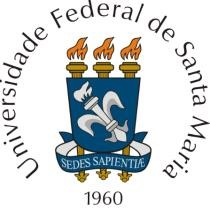 Universidade Federal de Santa Maria
SEDES SAPIENTIÆ
1960